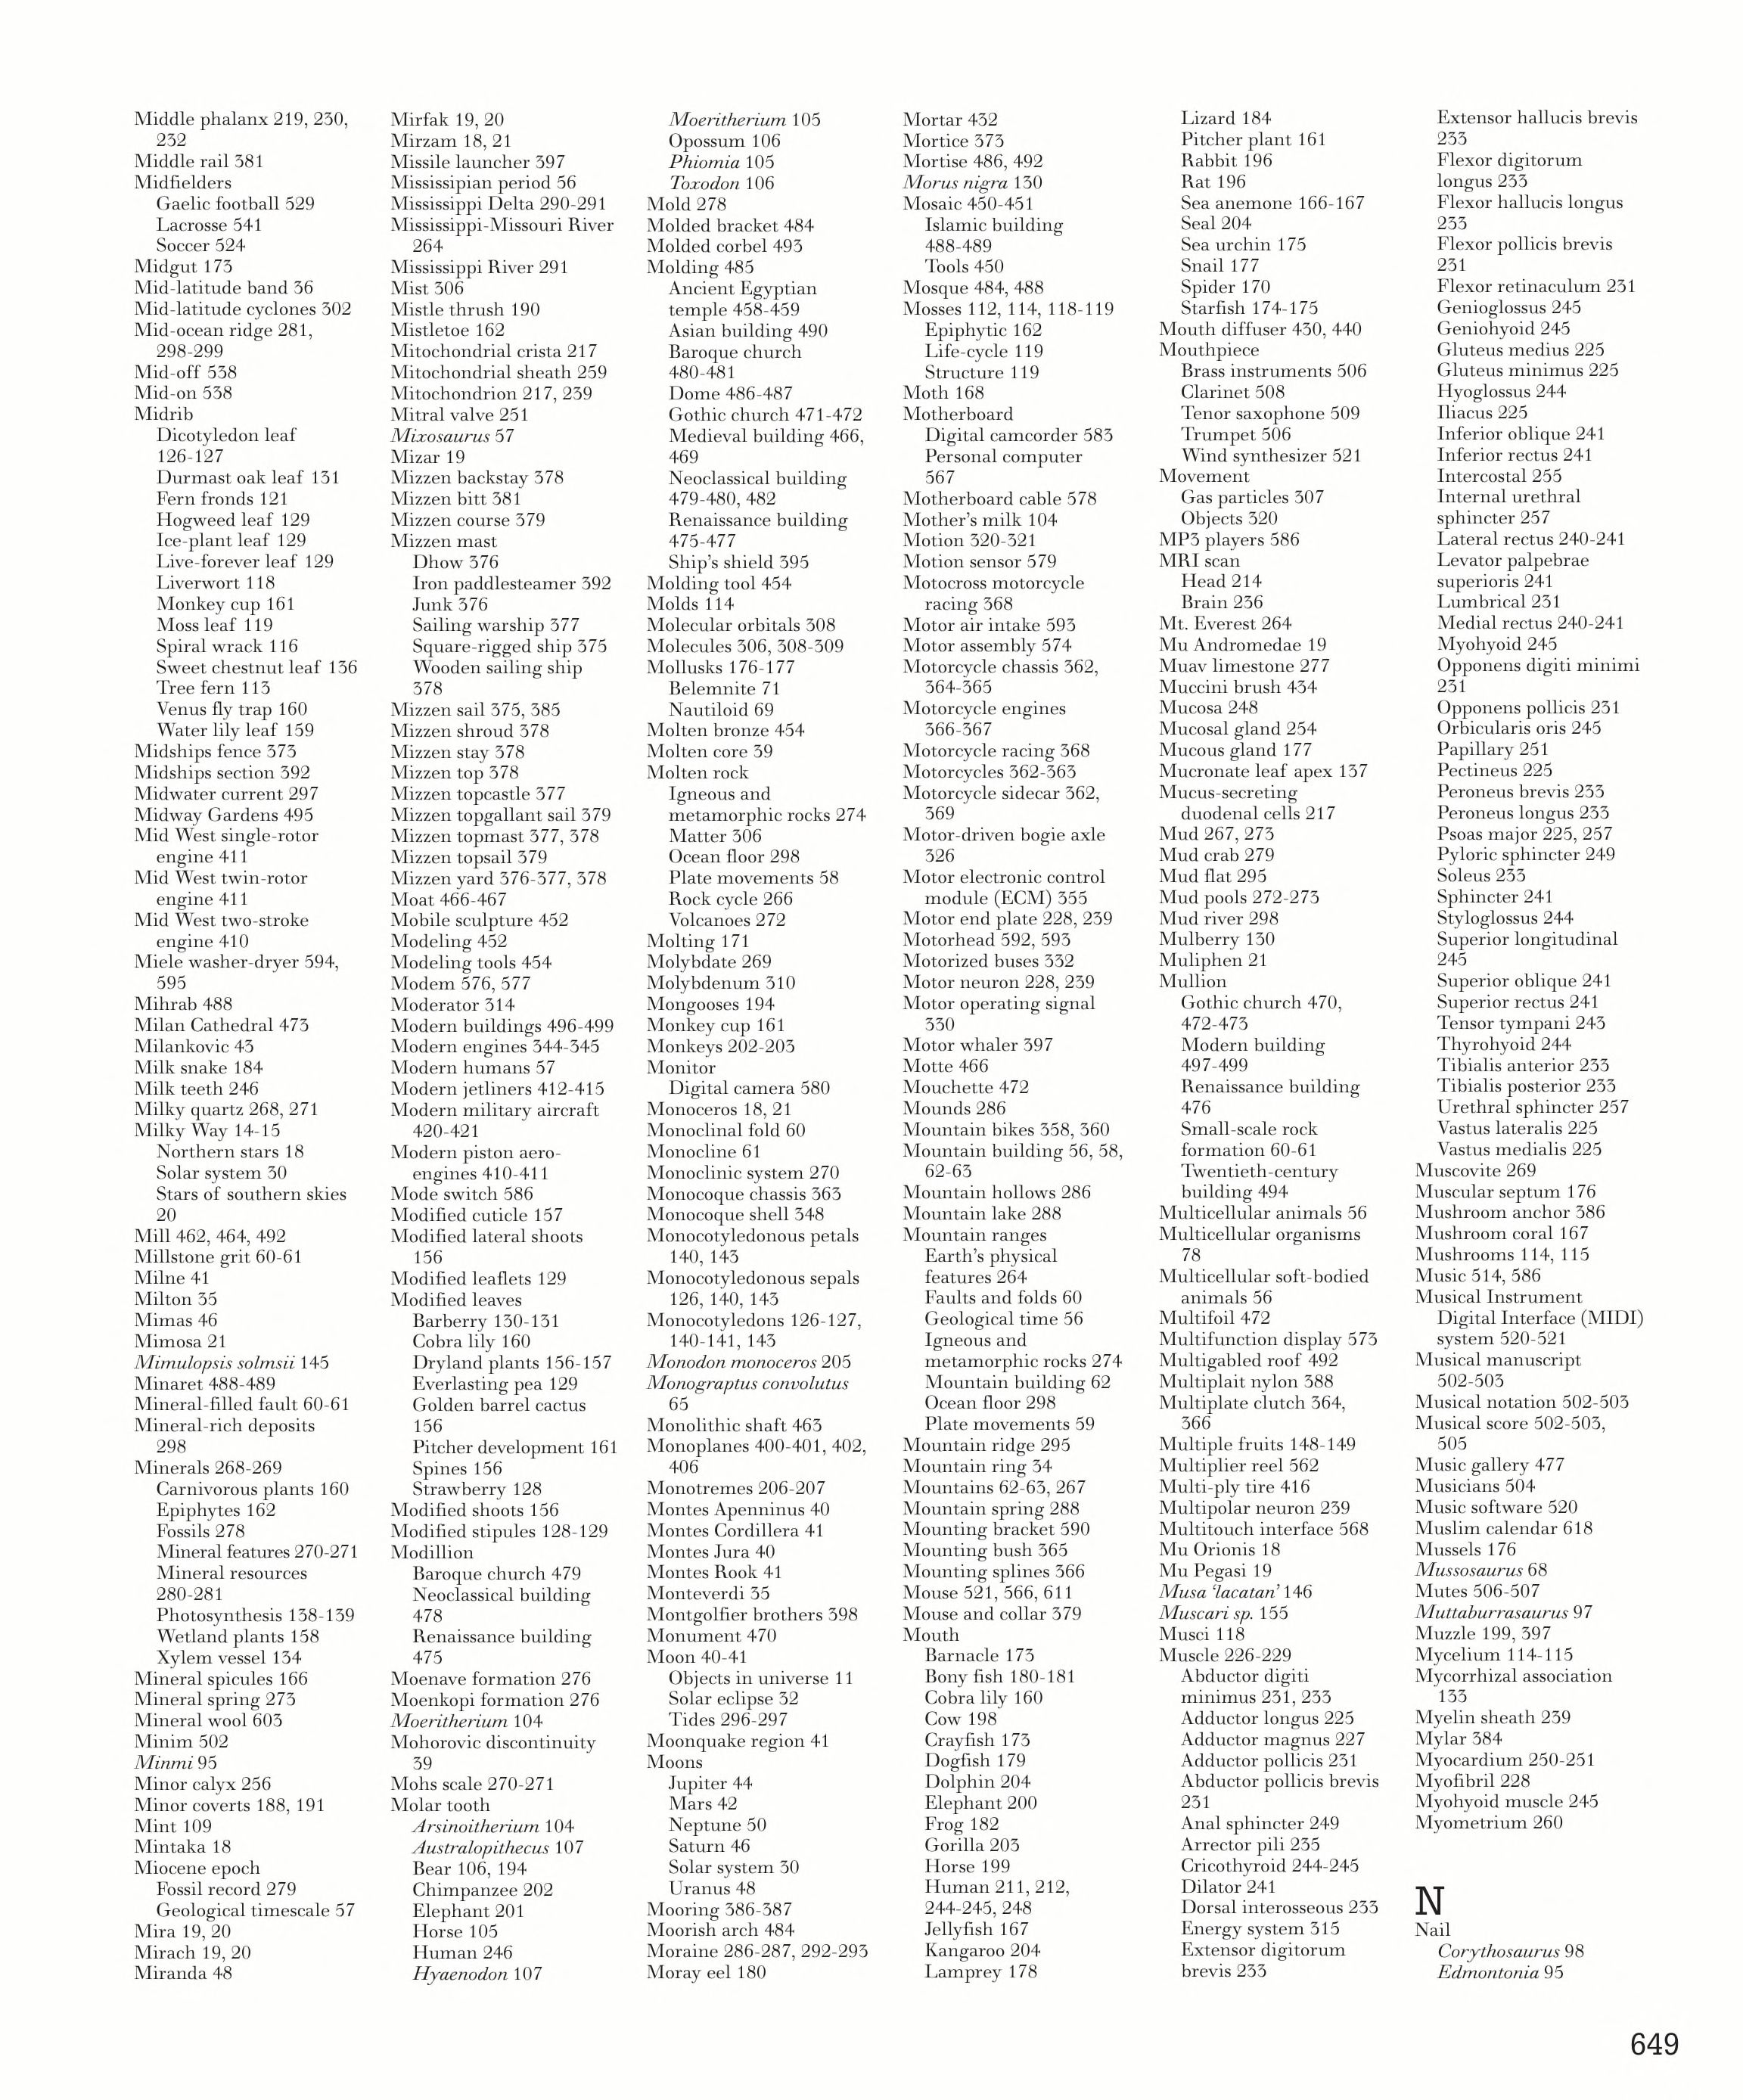 Middle phalanx 219, 230,
232
Middle rail 381
Midfielders
Gaelic football 529
Lacrosse 541
Soccer 524
Midgut 173
Mid-latitude band 36
Mid-latitude cyclones 302
Mid-ocean ridge 281,
298-299
Mid-off 538
Mid-on 538
Midrib
Dicotyledon leaf
126-127
Durmast oak leaf 131
Fern fronds 121
Hogweed leaf 129
Ice-plant leaf 129
Live-forever leaf 129
Liverwort 118
Monkey cup 161
Moss leaf 119
Spiral wrack 116
Sweet chestnut leaf 136
Tree fern 113
Venus fly trap 160
Water lily leaf 159
Midships fence 373
Midships section 392
Midwater current 297
Midway Gardens 495
Mid West single-rotor
engine 411
Mid West twin-rotor
engine 411
Mid West two-stroke
engine 410
Miele washer-dryer 594,
595
Mihrab 488
Milan Cathedral 473
Milankovic 43
Milk snake 184
Milk teeth 246
Milky quartz 268, 271
Milky Way 14-15
Northern stars 18
Solar system 30
Stars of southern skies
20
Mill 462, 464, 492
Millstone grit 60-61
Milne 41
Milton 35
Mimas 46
Mimosa 21
Mimulopsis solmsii 145
Minaret 488-489
Mineral-filled fault 60-61
Mineral-rich deposits
298
Minerals 268-269
Carnivorous plants 160
Epiphytes 162
Fossils 278
Mineral features 270-271
Mineral resources
280-281
Photosynthesis 138-139
Wetland plants 158
Xylem vessel 134
Mineral spicules 166
Mineral spring 273
Mineral wool 603
Minim 502
Minmi 95
Minor calyx 256
Minor coverts 188, 191
Mint 109
Mintaka 18
Miocene epoch
Fossil record 279
Geological timescale 57
Mira 19, 20
Mirach 19, 20
Miranda 48
Mirfak 19, 20
Mirzam 18, 21
Missile launcher 397
Mississipian period 56
Mississippi Delta 290-291
Mississippi-Missouri River
264
Mississippi River 291
Mist 306
Mistle thrush 190
Mistletoe 162
Mitochondrial crista 217
Mitochondrial sheath 259
Mitochondrion 217, 239
Mitral valve 251
Mixosaurus 57
Mizar 19
Mizzen backstay 378
Mizzen bitt 381
Mizzen course 379
Mizzen mast
Dhow 376
Iron paddlesteamer 392
Junk 376
Sailing warship 377
Square-rigged ship 375
Wooden sailing ship
378
Mizzen sail 375, 385
Mizzen shroud 378
Mizzen stay 378
Mizzen top 378
Mizzen topcastle 377
Mizzen topgallant sail 379
Mizzen topmast 377, 378
Mizzen topsail 379
Mizzen yard 376-377, 378
Moat 466-467
Mobile sculpture 452
Modeling 452
Modeling tools 454
Modem 576, 577
Moderator 314
Modern buildings 496-499
Modern engines 344-345
Modern humans 57
Modern jetliners 412-415
Modern military aircraft
420-421
Modern piston aero-
engines 410-411
Mode switch 586
Modified cuticle 157
Modified lateral shoots
156
Modified leaflets 129
Modified leaves
Barberry 130-131
Cobra lily 160
Dryland plants 156-157
Everlasting pea 129
Golden barrel cactus
156
Pitcher development 161
Spines 156
Strawberry 128
Modified shoots 156
Modified stipules 128-129
Modillion
Baroque church 479
Neoclassical building
478
Renaissance building
475
Moenave formation 276
Moenkopi formation 276
Moeritherium 104
Mohorovic discontinuity
39
Mohs scale 270-271
Molar tooth
Arsinoitherium 104
Australopithecus 107
Bear 106, 194
Chimpanzee 202
Elephant 201
Horse 105
Human 246
Hyaenodon 107
Moeritherium 105
Opossum 106
Phiomia 105
Toxodon 106
Mold 278
Molded bracket 484
Molded corbel 493
Molding 485
Ancient Egyptian
temple 458-459
Asian building 490
Baroque church
480-481
Dome 486-487
Gothic church 471-472
Medieval building 466,
469
Neoclassical building
479-480, 482
Renaissance building
475-477
Ship's shield 395
Molding tool 454
Molds 114
Molecular orbitals 308
Molecules 306, 308-309
Mollusks 176-177
Belemnite 71
Nautiloid 69
Molten bronze 454
Molten core 39
Molten rock
Igneous and
metamorphic rocks 274
Matter 306
Ocean floor 298
Plate movements 58
Rock cycle 266
Volcanoes 272
Molting 171
Molybdate 269
Molybdenum 310
Mongooses 194
Monkey cup 161
Monkeys 202-203
Monitor
Digital camera 580
Monoceros 18, 21
Monoclinal fold 60
Monocline 61
Monoclinic system 270
Monocoque chassis 363
Monocoque shell 348
Monocotyledonous petals
140, 143
Monocotyledonous sepals
126, 140, 143
Monocotyledons 126-127,
140-141, 143
Monodon monoceros 205
Monograptus convolutus
65
Monolithic shaft 463
Monoplanes 400-401, 402,
406
Monotremes 206-207
Montes Apenninus 40
Montes Cordillera 41
Montes Jura 40
Montes Rook 41
Monteverdi 35
Montgolfier brothers 398
Monument 470
Moon 40-41
Objects in universe 11
Solar eclipse 32
Tides 296-297
Moonquake region 41
Moons
Jupiter 44
Mars 42
Neptune 50
Saturn 46
Solar system 30
Uranus 48
Mooring 386-387
Moorish arch 484
Moraine 286-287, 292-293
Moray eel 180
Mortar 432
Mortice 373
Mortise 486, 492
Morus nigra 130
Mosaic 450-451
Islamic building
488-489
Tools 450
Mosque 484, 488
Mosses 112, 114, 118-119
Epiphytic 162
Life-cycle 119
Structure 119
Moth 168
Motherboard
Digital camcorder 583
Personal computer
567
Motherboard cable 578
Mother's milk 104
Motion 320-321
Motion sensor 579
Motocross motorcycle
racing 368
Motor air intake 593
Motor assembly 574
Motorcycle chassis 362,
364-365
Motorcycle engines
366-367
Motorcycle racing 368
Motorcycles 362-363
Motorcycle sidecar 362,
369
Motor-driven bogie axle
326
Motor electronic control
module (ECM) 355
Motor end plate 228, 239
Motorhead 592, 593
Motorized buses 332
Motor neuron 228, 239
Motor operating signal
330
Motor whaler 397
Motte 466
Mouchette 472
Mounds 286
Mountain bikes 358, 360
Mountain building 56, 58,
62-63
Mountain hollows 286
Mountain lake 288
Mountain ranges
Earth's physical
features 264
Faults and folds 60
Geological time 56
Igneous and
metamorphic rocks 274
Mountain building 62
Ocean floor 298
Plate movements 59
Mountain ridge 295
Mountain ring 34
Mountains 62-63, 267
Mountain spring 288
Mounting bracket 590
Mounting bush 365
Mounting splines 366
Mouse 521, 566, 611
Mouse and collar 379
Mouth
Barnacle 173
Bony fish 180-181
Cobra lily 160
Cow 198
Crayfish 173
Dogfish 179
Dolphin 204
Elephant 200
Frog 182
Gorilla 203
Horse 199
Human 211, 212,
244-245, 248
Jellyfish 167
Kangaroo 204
Lamprey 178
Lizard 184
Pitcher plant 161
Rabbit 196
Rat 196
Sea anemone 166-167
Seal 204
Sea urchin 175
Snail 177
Spider 170
Starfish 174-175
Mouth diffuser 430, 440
Mouthpiece
Brass instruments 506
Clarinet 508
Tenor saxophone 509
Trumpet 506
Wind synthesizer 521
Movement
Gas particles 307
Objects 320
MP3 players 586
MRI scan
Head 214
Brain 236
Mt. Everest 264
Mu Andromedae 19
Muav limestone 277
Muccini brush 434
Mucosa 248
Mucosal gland 254
Mucous gland 177
Mucronate leaf apex 137
Mucus-secreting
duodenal cells 217
Mud 267, 273
Mud crab 279
Mud flat 295
Mud pools 272-273
Mud river 298
Mulberry 130
Muliphen 21
Mullion
Gothic church 470,
472-473
Modern building
497-499
Renaissance building
476
Small-scale rock
formation 60-61
Twentieth-century
building 494
Multicellular animals 56
Multicellular organisms
78
Multicellular soft-bodied
animals 56
Multifoil 472
Multifunction display 573
Multigabled roof 492
Multiplait nylon 388
Multiplate clutch 364,
366
Multiple fruits 148-149
Multiplier reel 562
Multi-ply tire 416
Multipolar neuron 239
Multitouch interface 568
Mu Orionis 18
Mu Pegasi 19
Musa 'lacatan' 146
Muscari sp. 155
Musci 118
Muscle 226-229
Abductor digiti
minimus 231, 233
Adductor longus 225
Adductor magnus 227
Adductor pollicis 231
Abductor pollicis brevis
231
Anal sphincter 249
Arrector pili 235
Cricothyroid 244-245
Dilator 241
Dorsal interosseous 233
Energy system 315
Extensor digitorum
brevis 233
Extensor hallucis brevis
233
Flexor digitorum
longus 233
Flexor hallucis longus
233
Flexor pollicis brevis
231
Flexor retinaculum 231
Genioglossus 245
Geniohyoid 245
Gluteus medius 225
Gluteus minimus 225
Hyoglossus 244
Iliacus 225
Inferior oblique 241
Inferior rectus 241
Intercostal 255
Internal urethral
sphincter 257
Lateral rectus 240-241
Levator palpebrae
superioris 241
Lumbrical 231
Medial rectus 240-241
Myohyoid 245
Opponens digiti minimi
231
Opponens pollicis 231
Orbicularis oris 245
Papillary 251
Pectineus 225
Peroneus brevis 233
Peroneus longus 233
Psoas major 225, 257
Pyloric sphincter 249
Soleus 233
Sphincter 241
Styloglossus 244
Superior longitudinal
245
Superior oblique 241
Superior rectus 241
Tensor tympani 243
Thyrohyoid 244
Tibialis anterior 233
Tibialis posterior 233
Urethral sphincter 257
Vastus lateralis 225
Vastus medialis 225
Muscovite 269
Muscular septum 176
Mushroom anchor 386
Mushroom coral 167
Mushrooms 114, 115
Music 514, 586
Musical Instrument
Digital Interface (MIDI)
system 520-521
Musical manuscript
502-503
Musical notation 502-503
Musical score 502-503,
505
Music gallery 477
Musicians 504
Music software 520
Muslim calendar 618
Mussels 176
Mussosaurus 68
Mutes 506-507
Muttaburrasaurus 97
Muzzle 199, 397
Mycelium 114-115
Mycorrhizal association
133
Myelin sheath 239
Mylar 384
Myocardium 250-251
Myofibril 228
Myohyoid muscle 245
Myometrium 260
N
Nail
Corythosaurus 98
Edmontonia 95
649